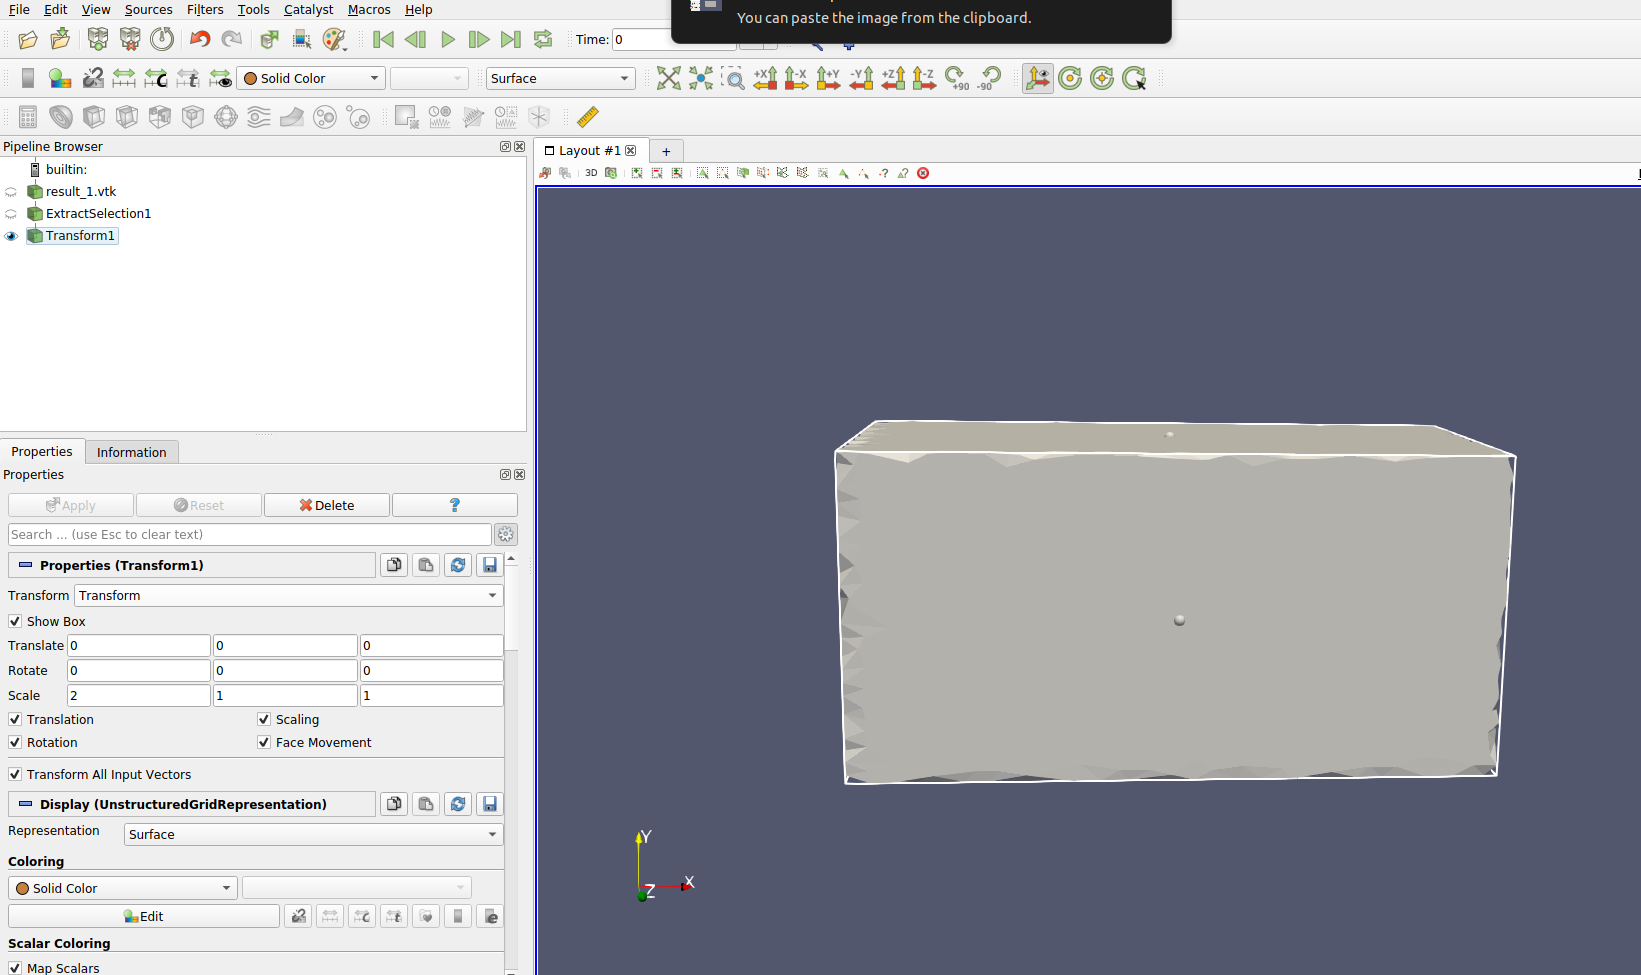 File Edit View Sources Filters Tools Catalyst Macros Help
You can paste the image from the clipboard.
Time: 0
Solid Color Surface +X -X +Y -Y +Z -Z +90 -90
Pipeline Browser
Layout #1 +
builtin:
3D
result_1.vtk
ExtractSelection1
Transform1
Properties Information
Properties
Apply Reset Delete ?
Search ... (use Esc to clear text)
Properties (Transform1)
Transform Transform
Show Box
Translate 0 0 0
Rotate 0 0 0
Scale 2 1 1
Translation Scaling
Rotation Face Movement
Transform All Input Vectors
Display (UnstructuredGridRepresentation)
Representation Surface
Coloring
Solid Color
Edit
Scalar Coloring
Map Scalars
Y
X
Z